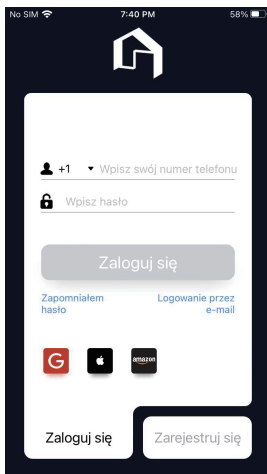 No SIM 7:40 PM 58%
+1 Wpisz swój numer telefonu
Wpisz hasło
Zaloguj się
Zapomniałem hasło
Logowanie przez e-mail
G amazon
Zaloguj się Zarejestruj się